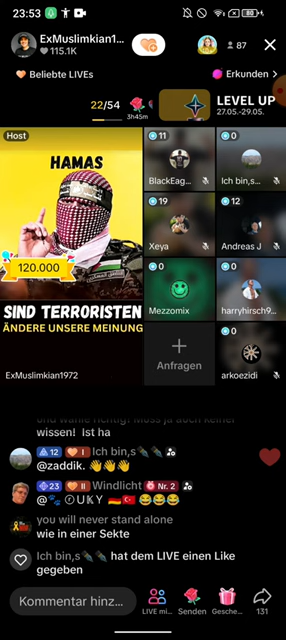 23:53
80
ExMuslimkian1...
115.1K
87
Beliebte LIVEs
Erkunden
22/54
3h45m
LEVEL UP
27.05.-29.05.
Host
HAMAS
120.000
SIND TERRORISTEN
ÄNDERE UNSERE MEINUNG
ExMuslimkian1972
11
BlackEag...
0
Ich bin,s...
19
Xeya
12
Andreas J
0
Mezzomix
0
harryhirsch9...
+
Anfragen
0
arkoezidi
wissen! Ist ha
12 I Ich bin,s
@zaddik.
23 II Windlicht Nr. 2
@ UKY
you will never stand alone
wie in einer Sekte
Ich bin,s hat dem LIVE einen Like
gegeben
Kommentar hinz...
LIVE mi...
Senden
Gesche...
131